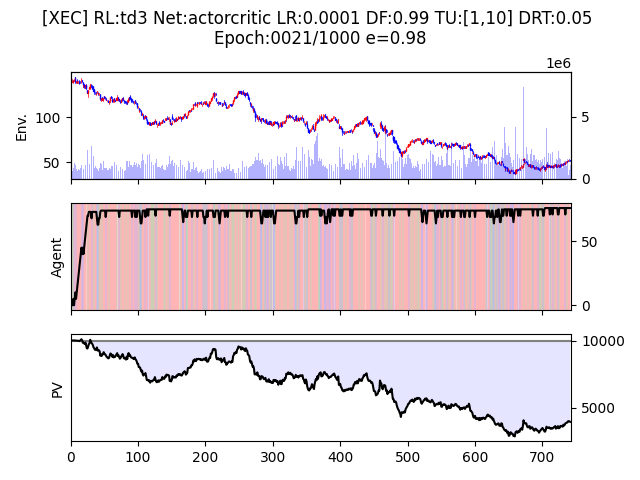 [XEC] RL:td3 Net:actorcritic LR:0.0001 DF:0.99 TU:[1,10] DRT:0.05
Epoch:0021/1000 e=0.98
1e6
Env.
100
50
5
0
Agent
50
0
PV
10000
5000
0 100 200 300 400 500 600 700